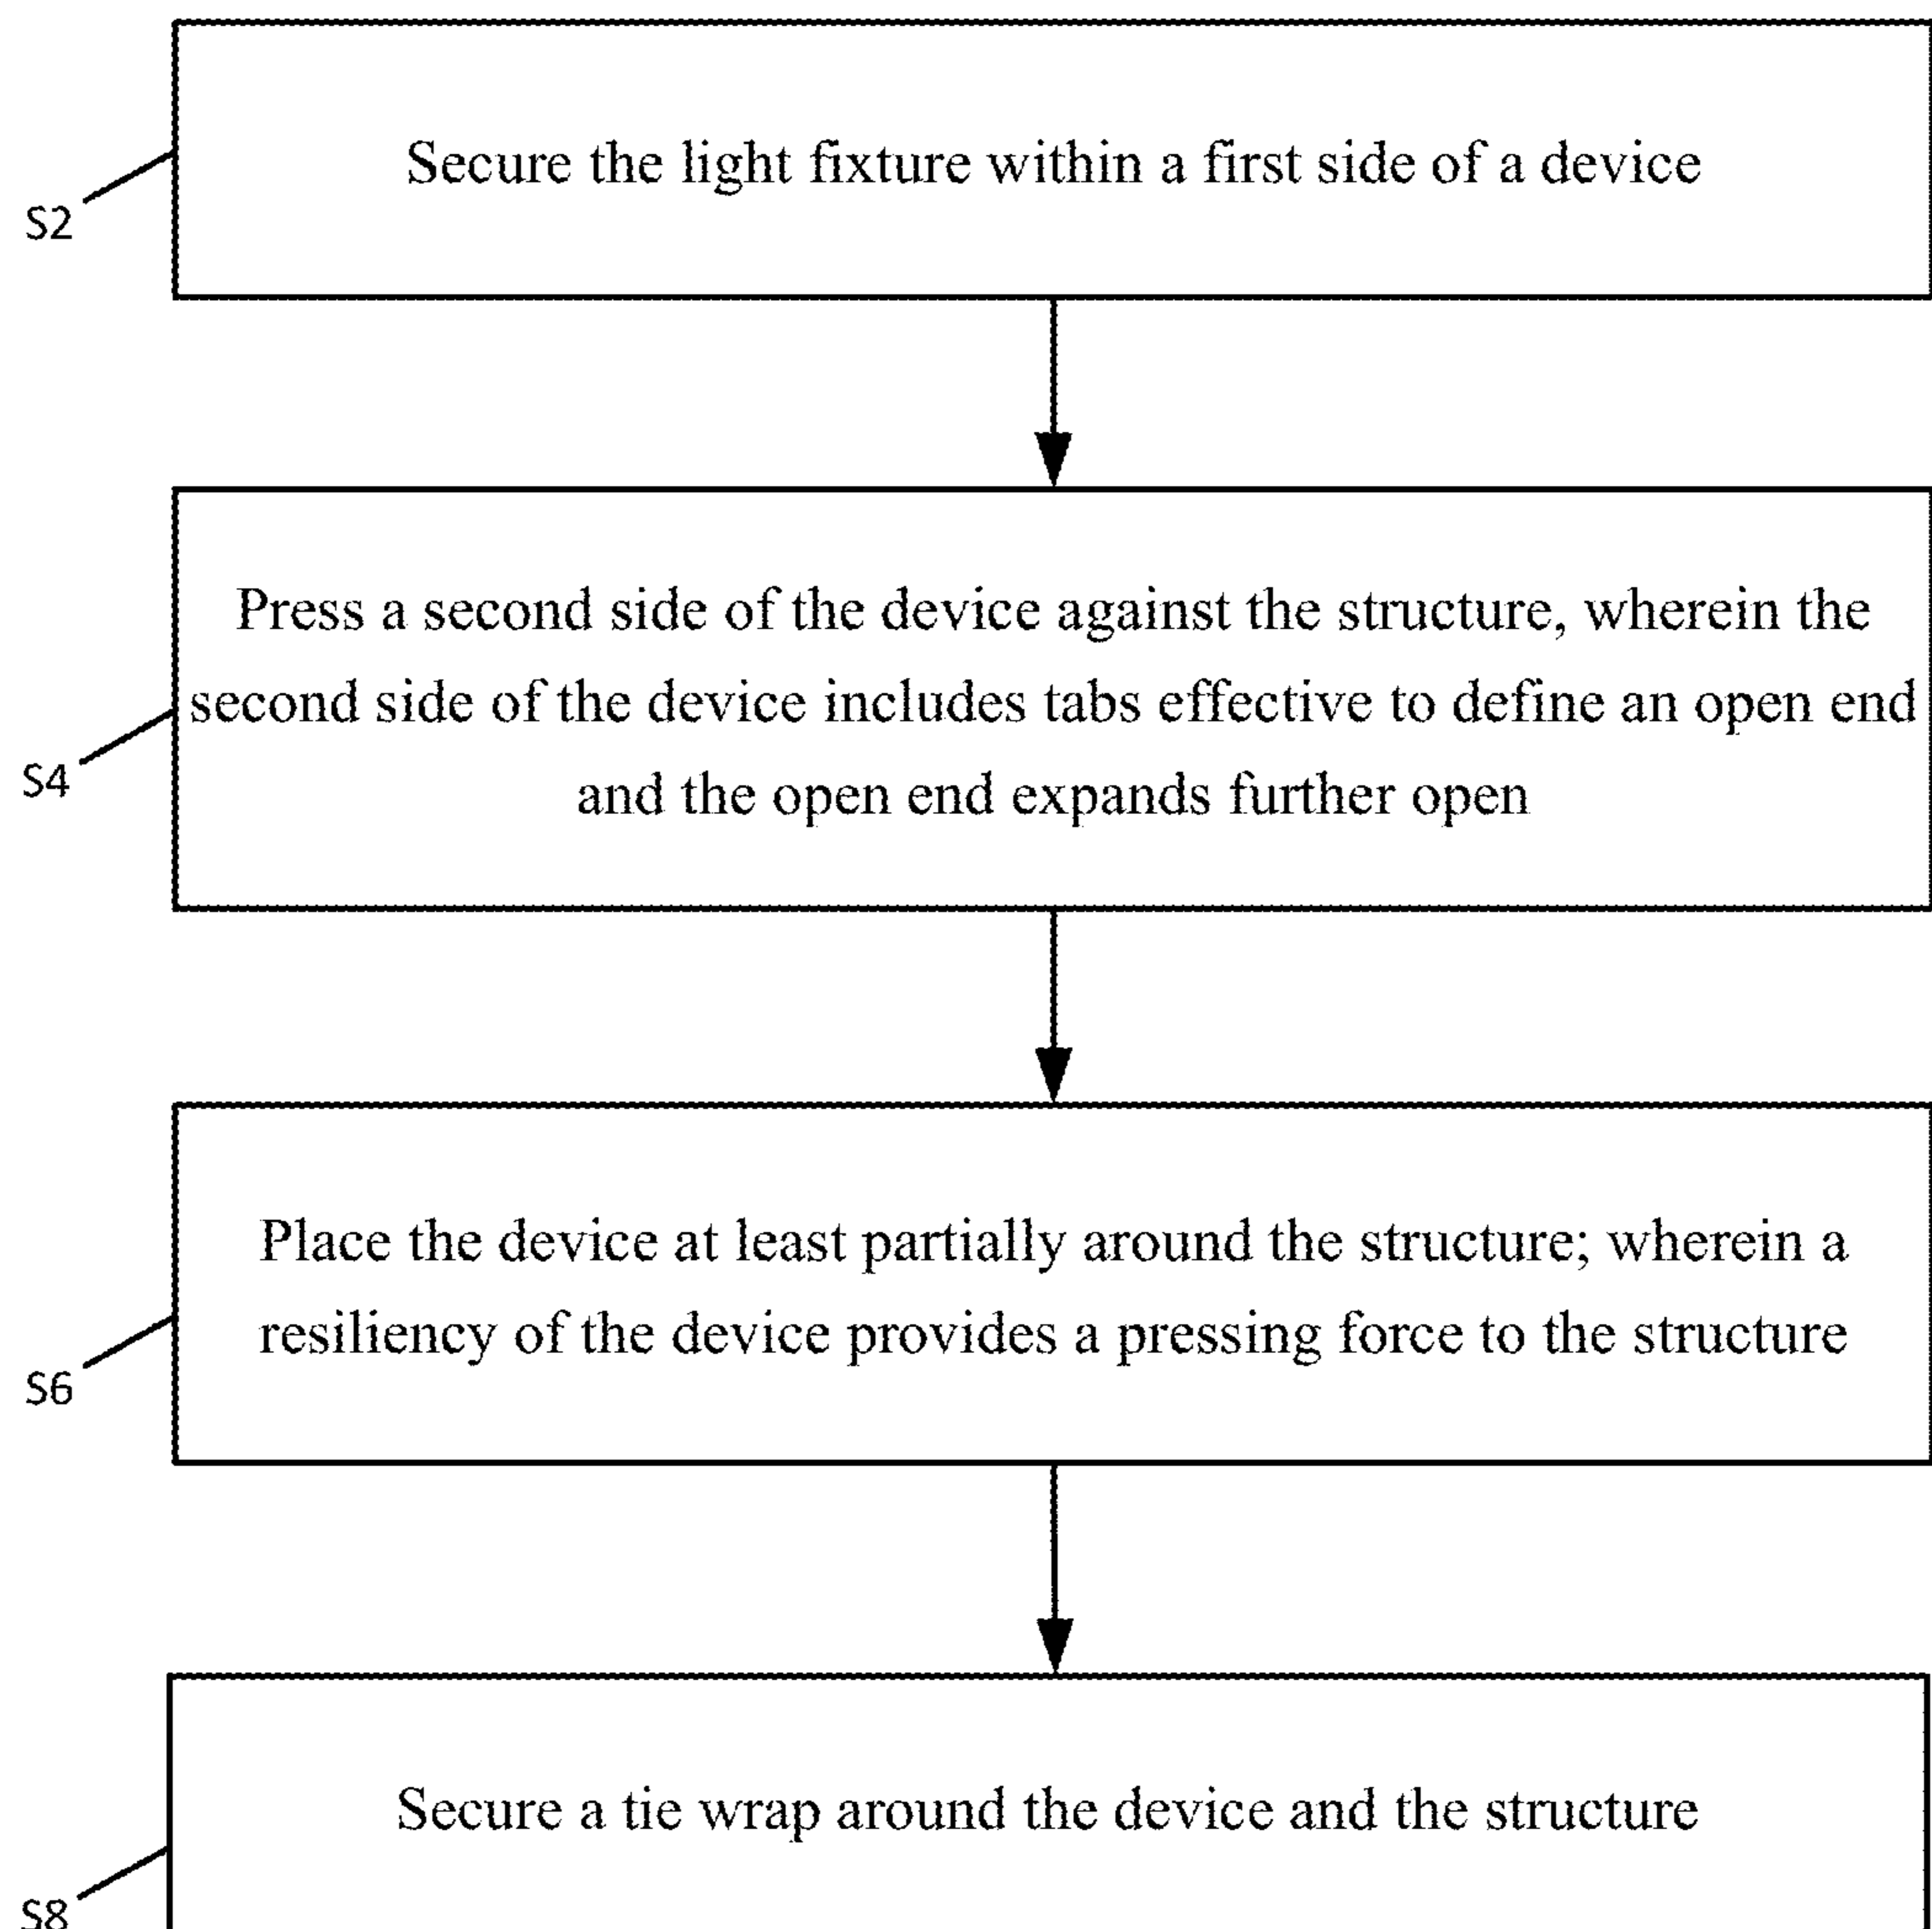 Secure the light fixture within a first side of a device
S2
Press a second side of the device against the structure, wherein the
second side of the device includes tabs effective to define an open end
and the open end expands further open
S4
Place the device at least partially around the structure; wherein a
resiliency of the device provides a pressing force to the structure
S6
Secure a tie wrap around the device and the structure
S8